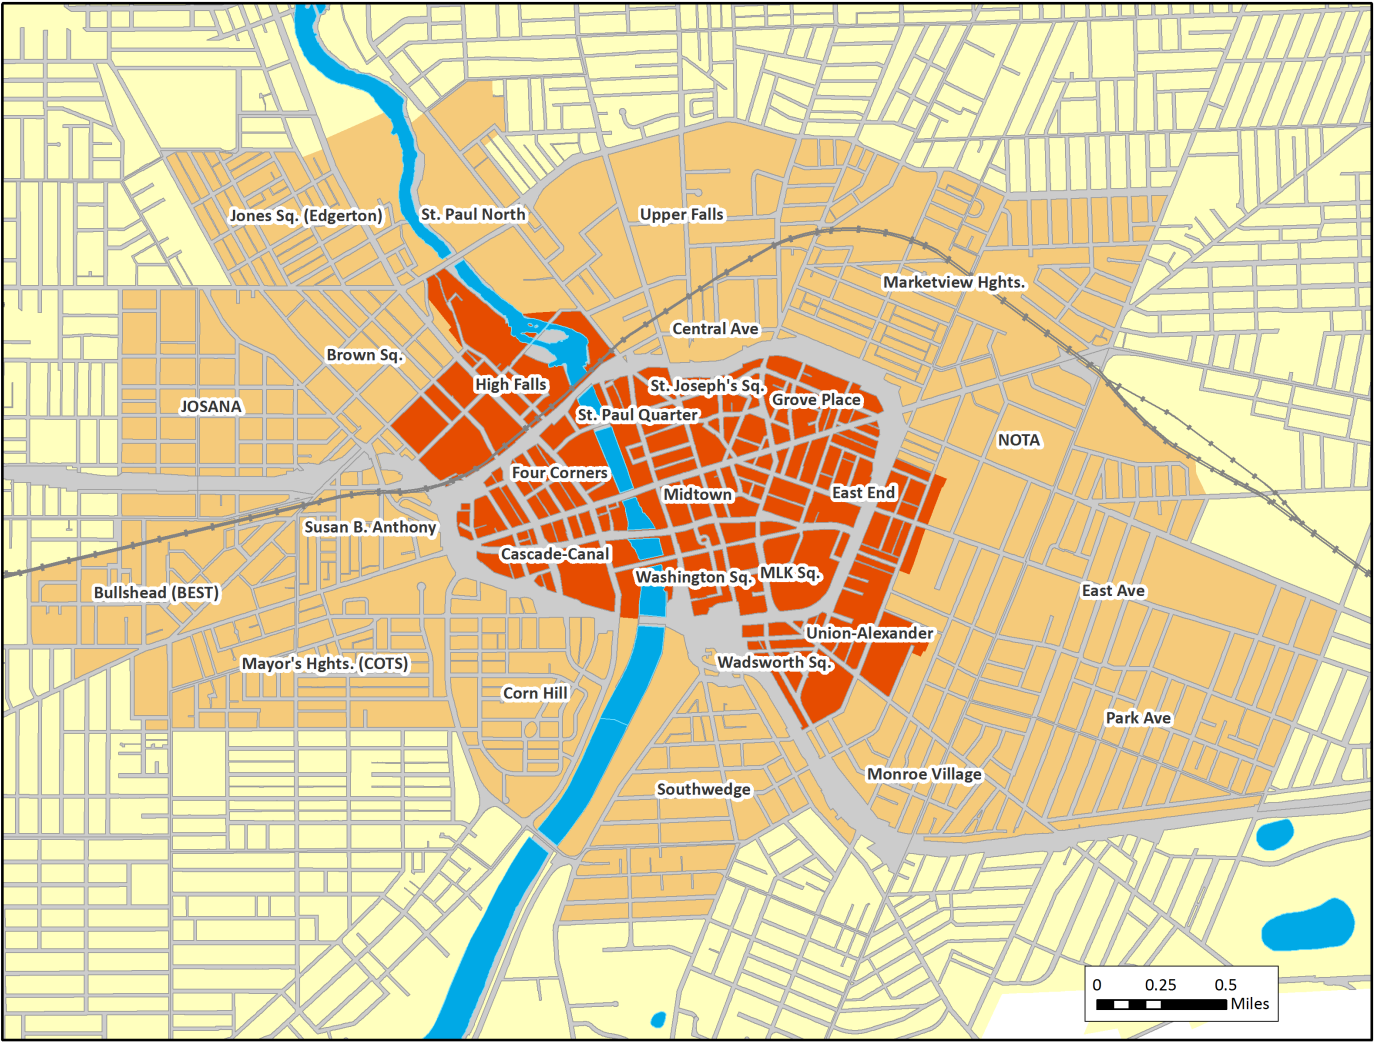 Jones Sq. (Edgerton)
St. Paul North
Upper Falls
Marketview Hghts.
Central Ave
Brown Sq.
High Falls
St. Joseph's Sq.
Grove Place
JOSANA
St. Paul Quarter
NOTA
Four Corners
Midtown
East End
Susan B. Anthony
Cascade-Canal
Washington Sq.
MLK Sq.
Bullshead (BEST)
East Ave
Union-Alexander
Mayor's Hghts. (COTS)
Wadsworth Sq.
Corn Hill
Park Ave
Monroe Village
Southwedge
0 0.25 0.5
Miles